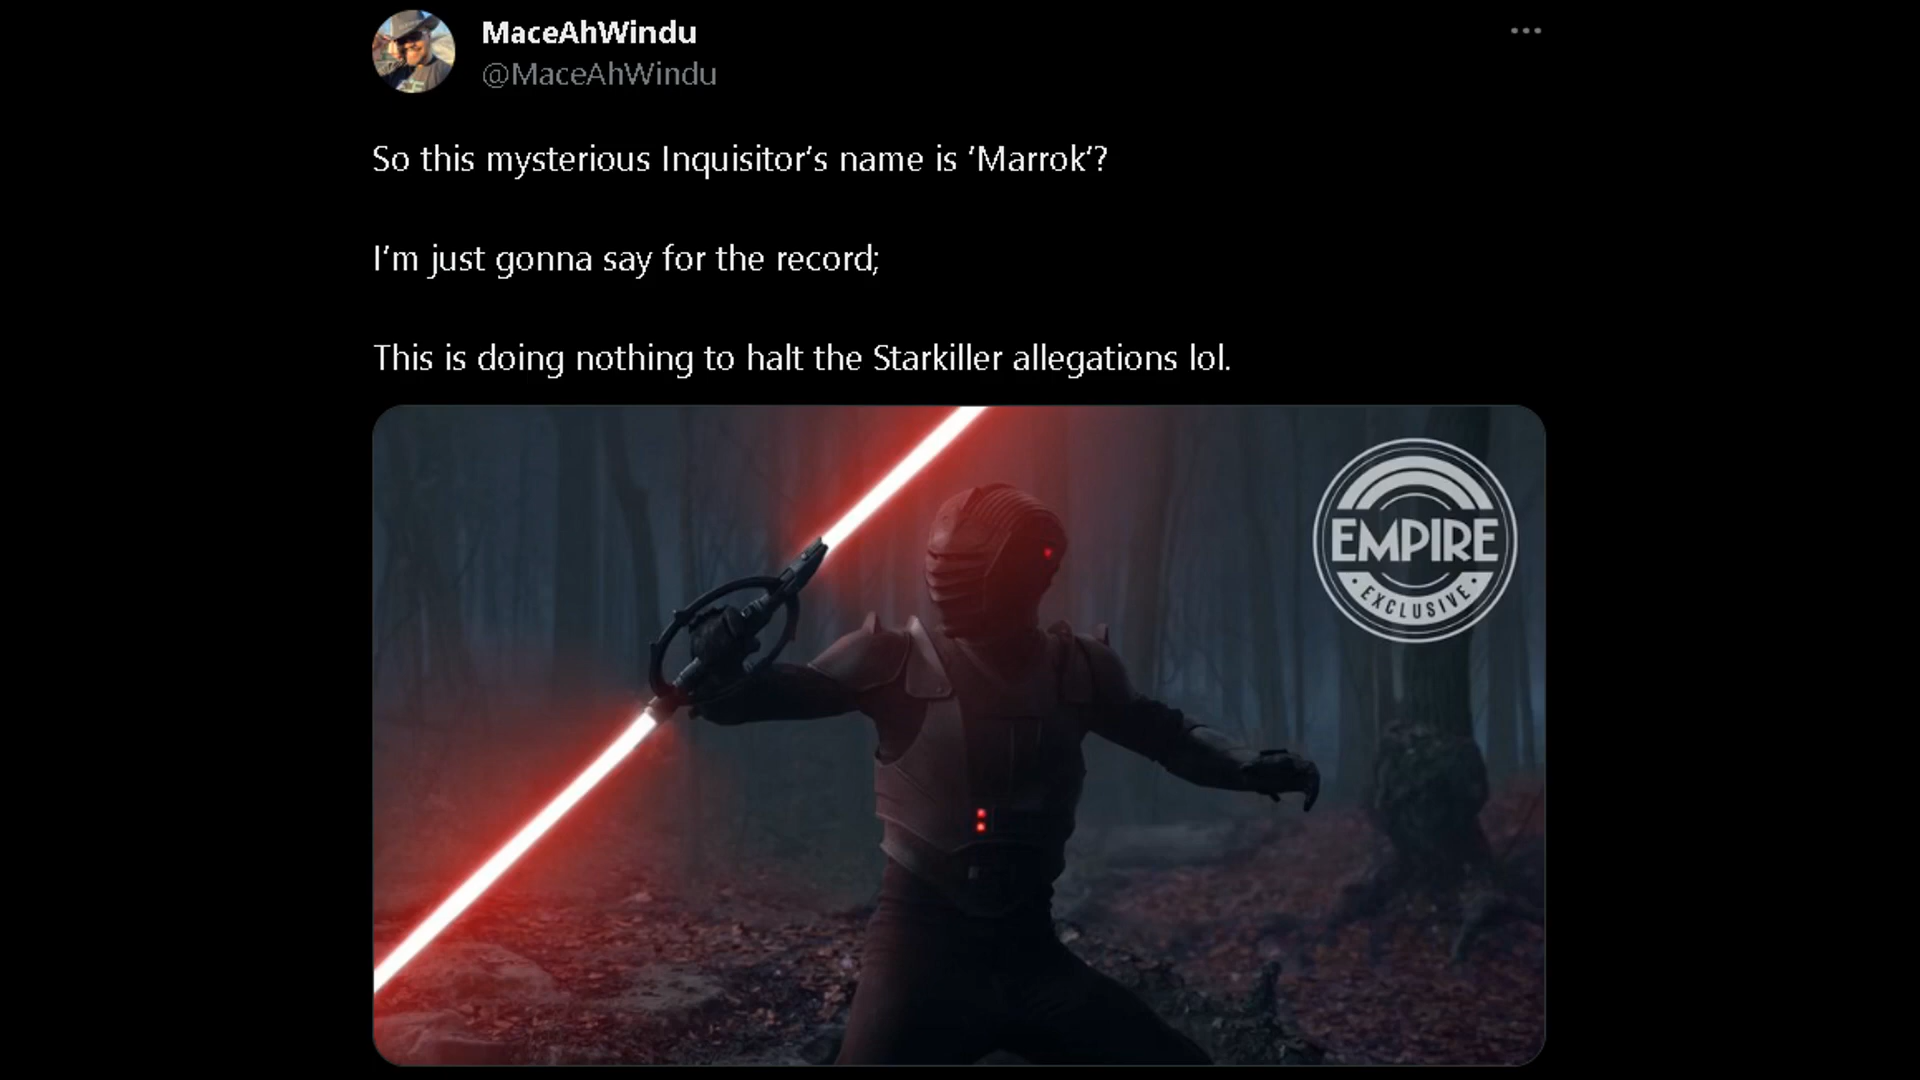 MaceAhWindu
@MaceAhWindu
So this mysterious Inquisitor’s name is ‘Marrok’?
I’m just gonna say for the record;
This is doing nothing to halt the Starkiller allegations lol.
EMPIRE
EXCLUSIVE